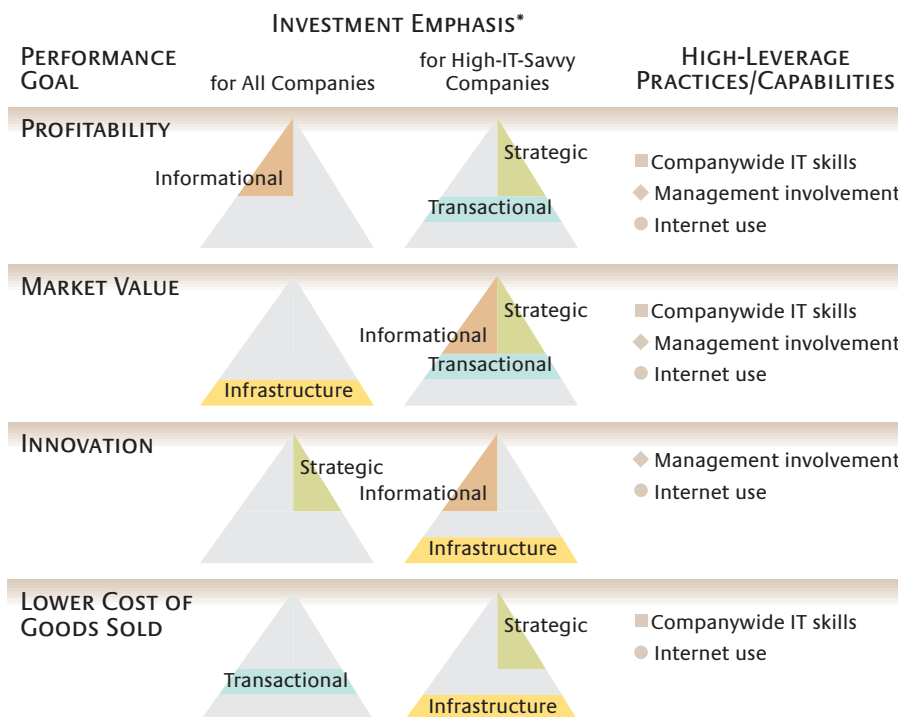 INVESTMENT EMPHASIS*
PERFORMANCE
GOAL
for All Companies
for High-IT-Savvy
Companies
HIGH-LEVERAGE
PRACTICES/CAPABILITIES
PROFITABILITY
Informational
Strategic
Transactional
Companywide IT skills
Management involvement
Internet use
MARKET VALUE
Infrastructure
Informational
Strategic
Transactional
Companywide IT skills
Management involvement
Internet use
INNOVATION
Strategic
Informational
Infrastructure
Management involvement
Internet use
LOWER COST OF
GOODS SOLD
Transactional
Strategic
Infrastructure
Companywide IT skills
Internet use